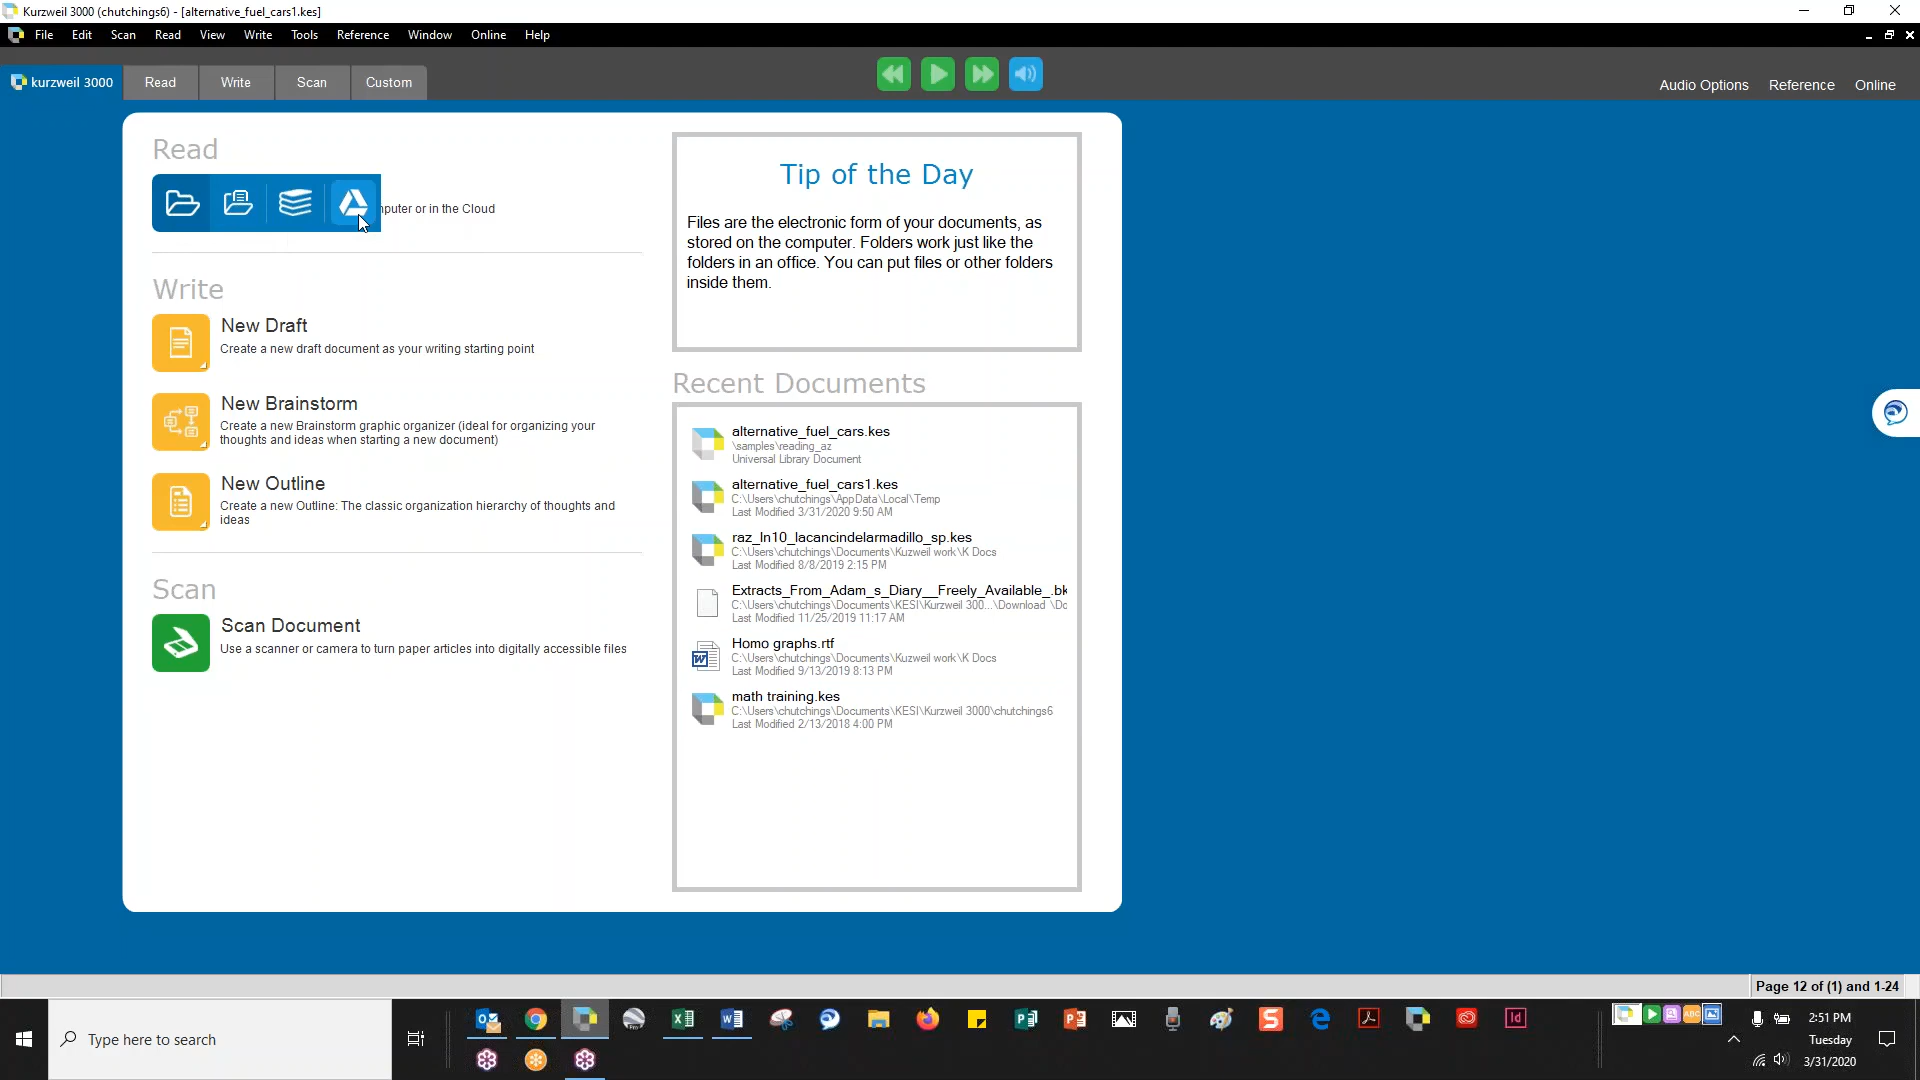 Kurzweil 3000 (chutchings6) - [alternative_fuel_cars1.kes]
File Edit Scan Read View Write Tools Reference Window Online Help
kurzweil 3000 Read Write Scan Custom
Audio Options Reference Online
Read
mputer or in the Cloud
Write
New Draft
Create a new draft document as your writing starting point
New Brainstorm
Create a new Brainstorm graphic organizer (ideal for organizing your
thoughts and ideas when starting a new document)
New Outline
Create a new Outline: The classic organization hierarchy of thoughts and
ideas
Scan
Scan Document
Use a scanner or camera to turn paper articles into digitally accessible files
Tip of the Day
Files are the electronic form of your documents, as
stored on the computer. Folders work just like the
folders in an office. You can put files or other folders
inside them.
Recent Documents
alternative_fuel_cars.kes
\samples\reading_az
Universal Library Document
alternative_fuel_cars1.kes
C:\Users\chutchings\AppData\Local\Temp
Last Modified 3/31/2020 9:50 AM
raz_ln10_lacancindelarmadillo_sp.kes
C:\Users\chutchings\Documents\Kuzweil work\K Docs
Last Modified 8/8/2019 2:15 PM
Extracts_From_Adam_s_Diary__Freely_Available_.bk
C:\Users\chutchings\Documents\KESI\Kurzweil 300...\Download \Do
Last Modified 11/25/2019 11:17 AM
Homo graphs.rtf
C:\Users\chutchings\Documents\Kuzweil work\K Docs
Last Modified 9/13/2019 8:13 PM
math training.kes
C:\Users\chutchings\Documents\KESI\Kurzweil 3000\chutchings6
Last Modified 2/13/2018 4:00 PM
Page 12 of (1) and 1-24
Type here to search
2:51 PM
Tuesday
3/31/2020